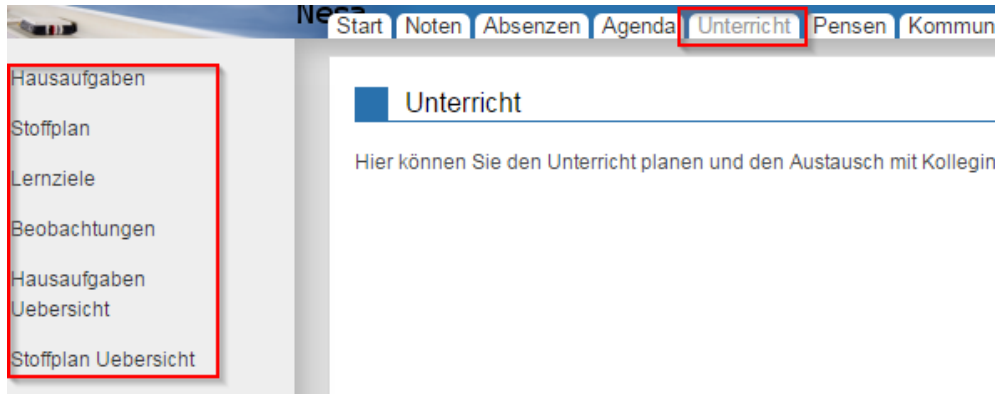 Nesa
Start Noten Absenzen Agenda Unterricht Pensen Kommun
Hausaufgaben
Stoffplan
Lernziele
Beobachtungen
Hausaufgaben
Uebersicht
Stoffplan Uebersicht
Unterricht
Hier können Sie den Unterricht planen und den Austausch mit Kollegin